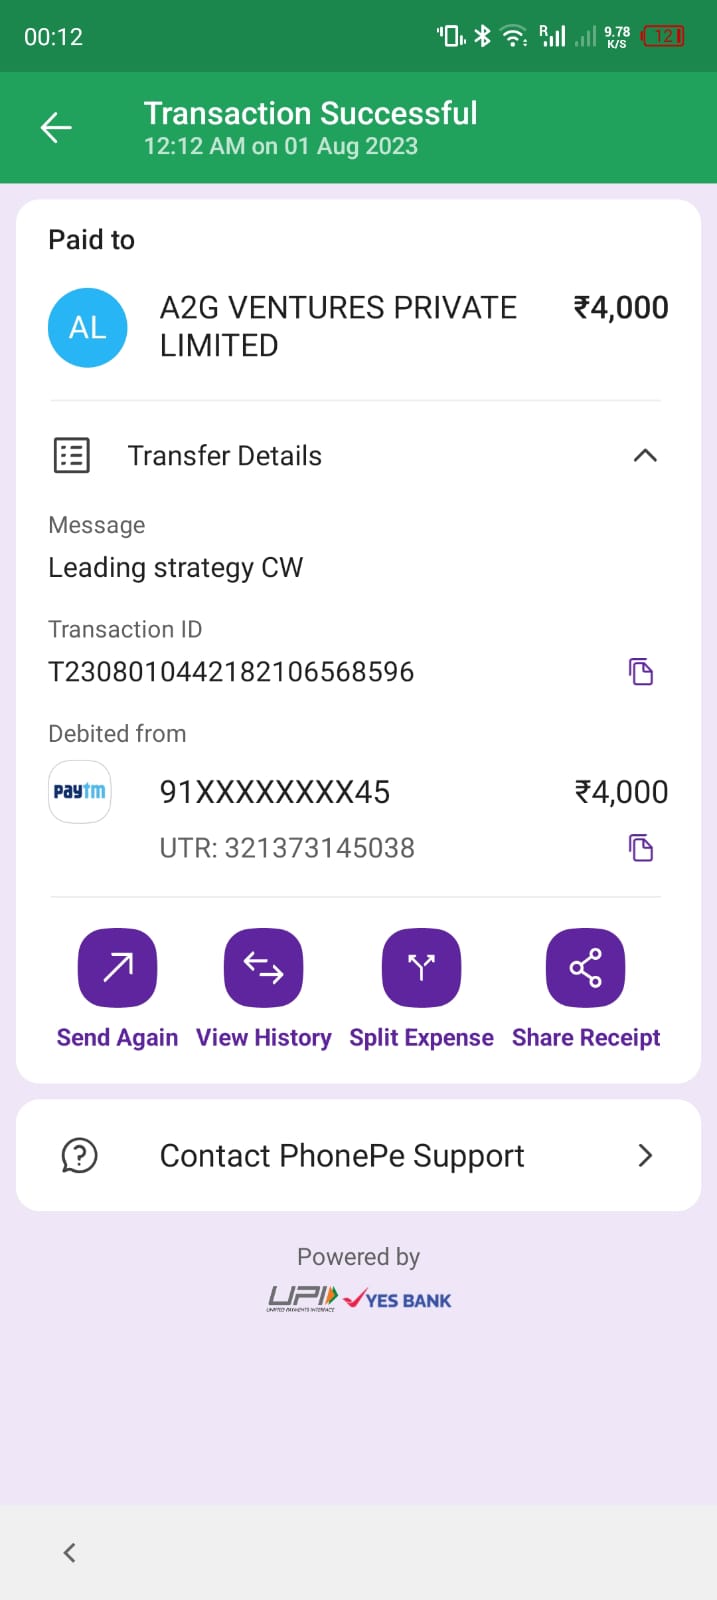 00:12
R
9.78
K/S
12
Transaction Successful
12:12 AM on 01 Aug 2023
Paid to
AL
A2G VENTURES PRIVATE
LIMITED
₹4,000
Transfer Details
Message
Leading strategy CW
Transaction ID
T2308010442182106568596
Debited from
paytm
91XXXXXXXX45
₹4,000
UTR: 321373145038
Send Again
View History
Split Expense
Share Receipt
Contact PhonePe Support
Powered by
UPI
UNIFIED PAYMENTS INTERFACE
YES BANK